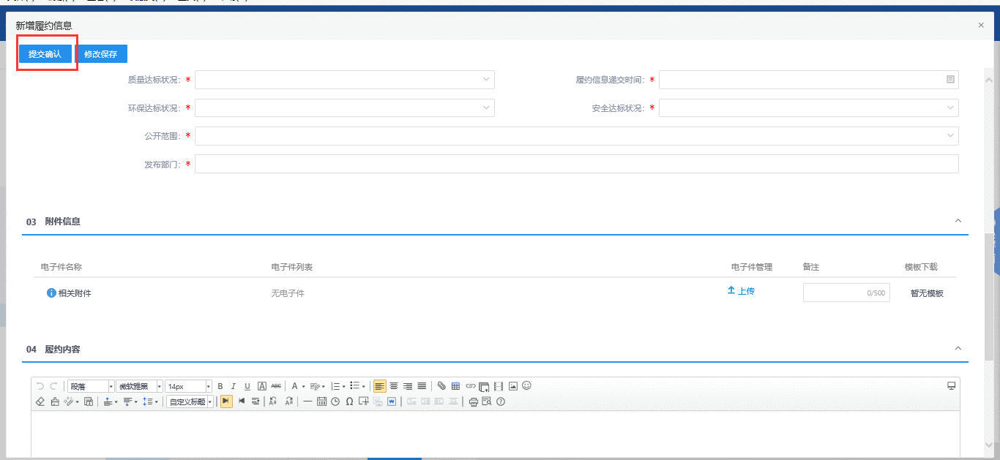 新增履约信息
提交确认 修改保存
质量达标状况: * 履约信息递交时间: *
环保达标状况: * 安全达标状况: *
公开范围: *
发布部门: *
03 附件信息
电子件名称 电子件列表 电子件管理 备注 模板下载
相关附件 无电子件 上传 0/500 暂无模板
04 履约内容
段落 微软雅黑 14px B I U A ABC A
自定义标题